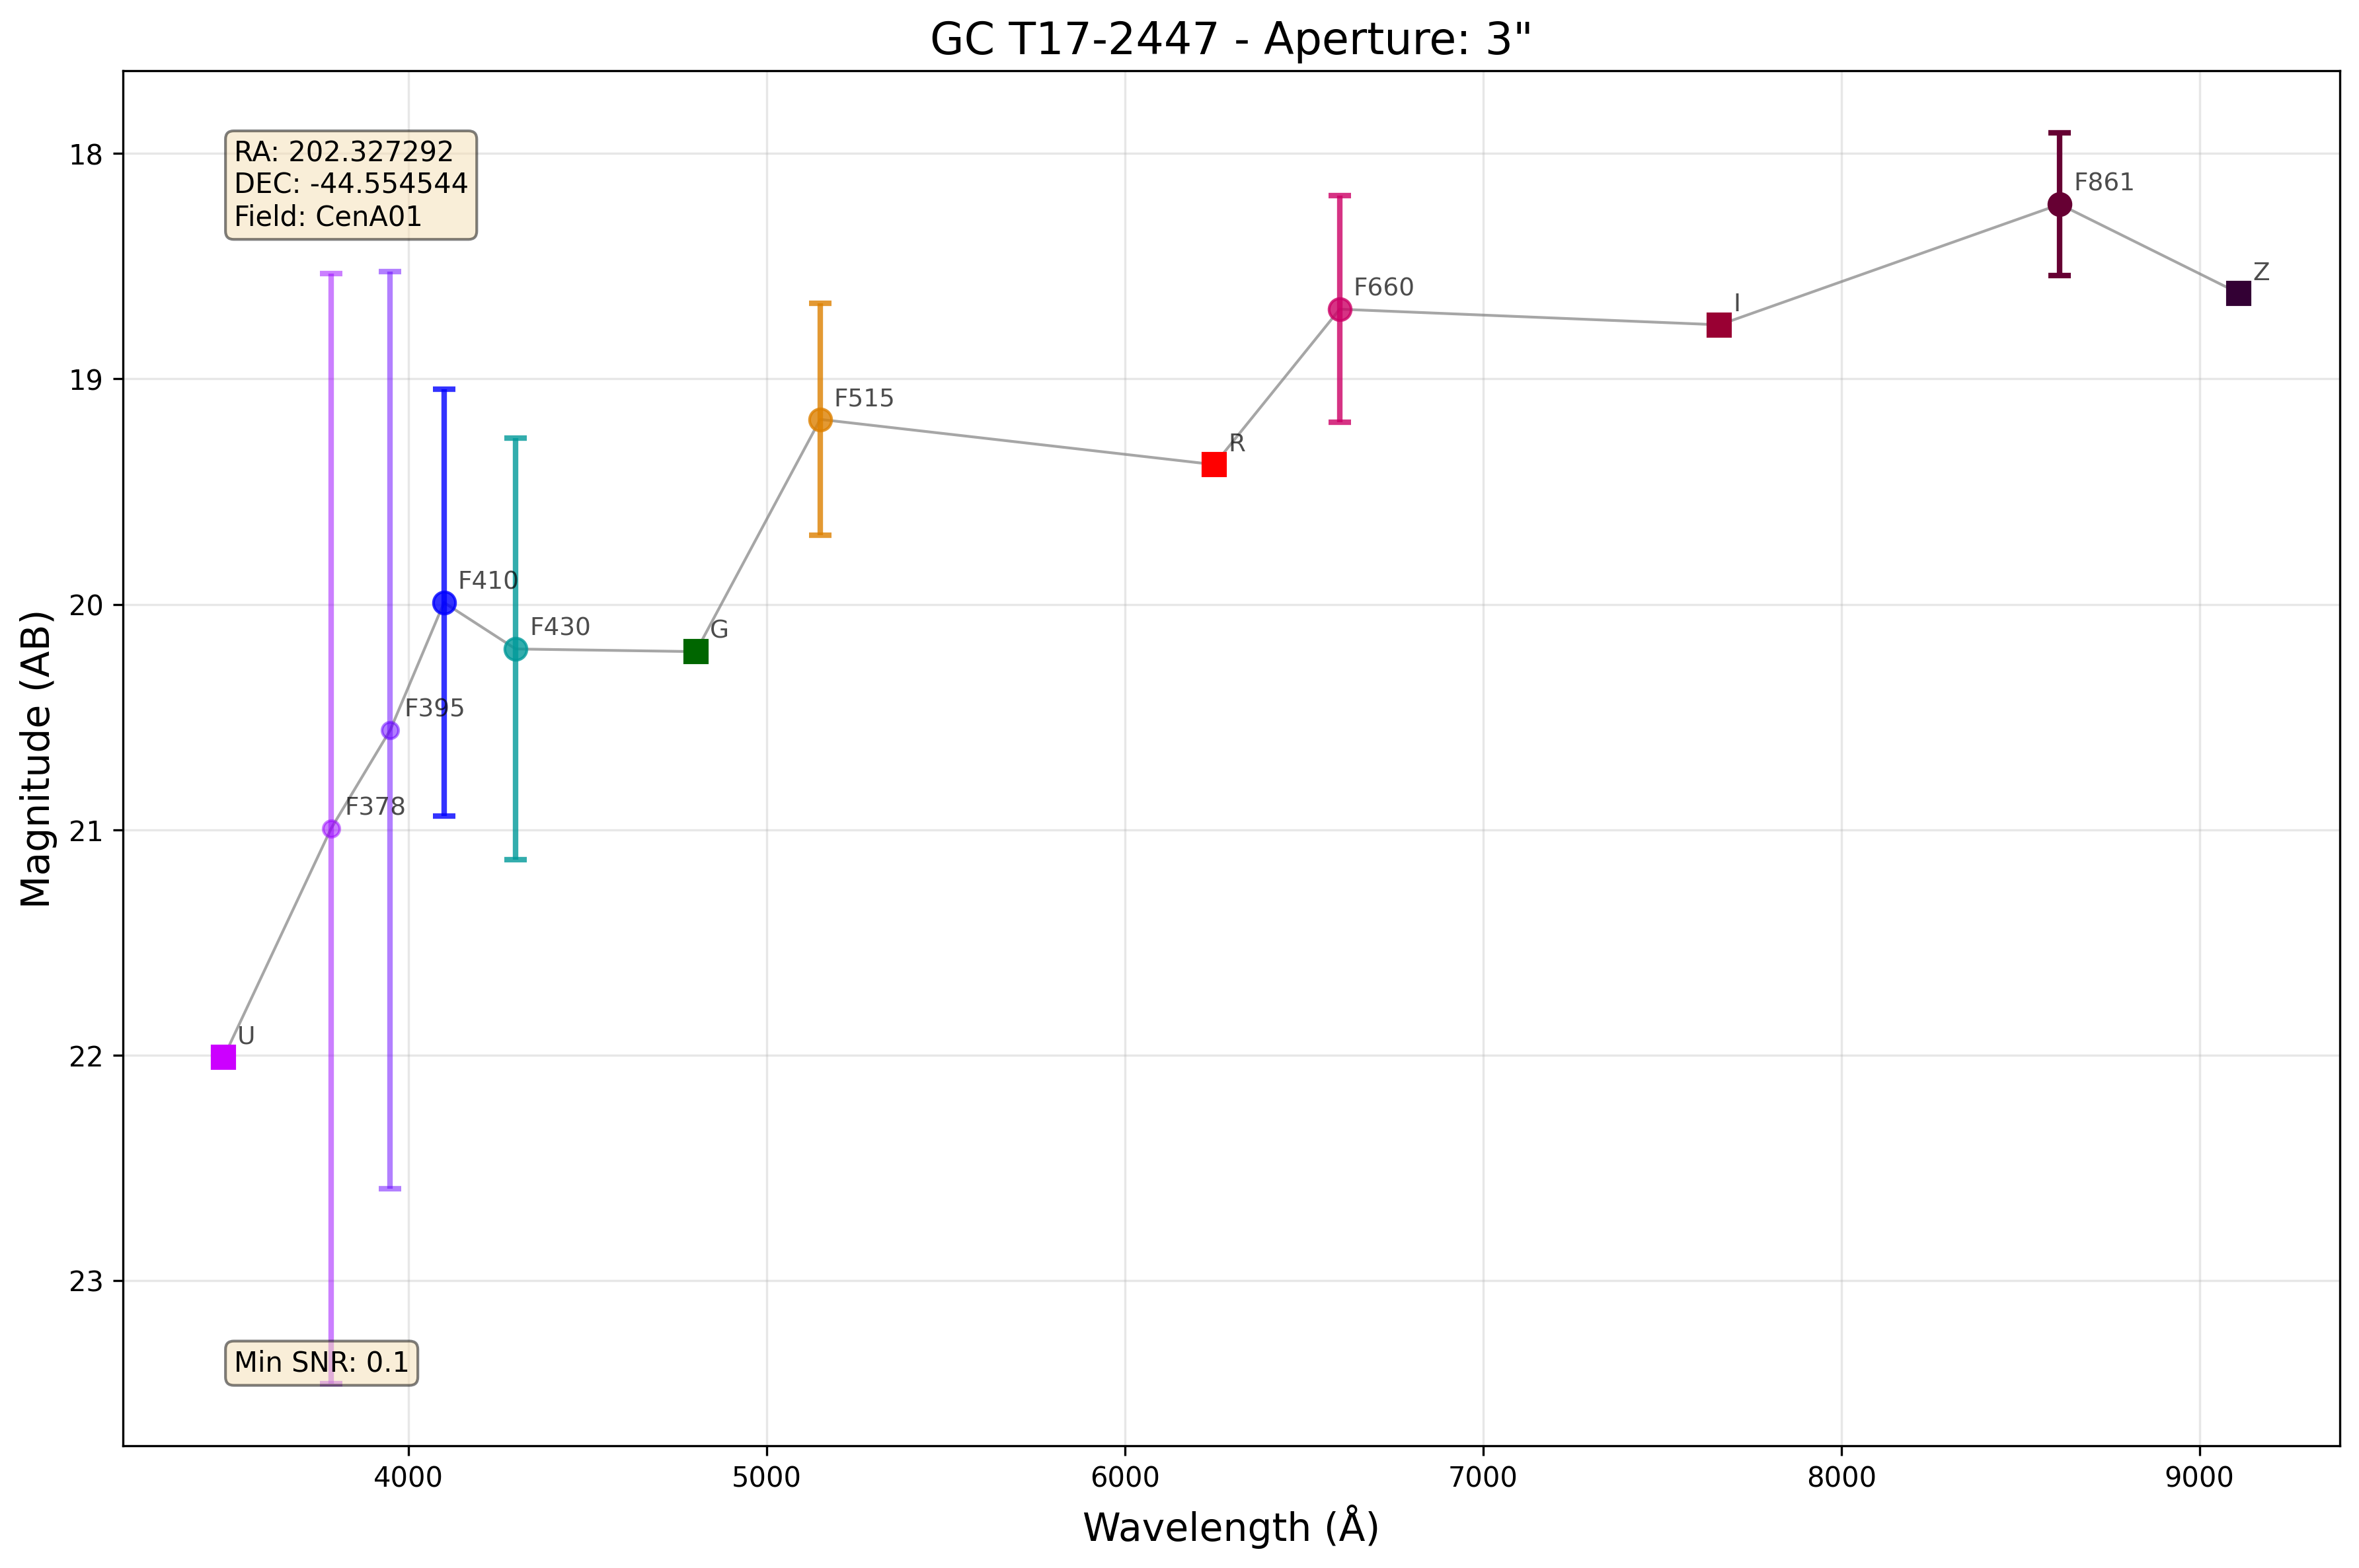 GC T17-2447 - Aperture: 3"
RA: 202.327292
DEC: -44.554544
Field: CenA01
18
19
20
21
22
23
Magnitude (AB)
U
F378
F395
F410
F430
G
F515
R
F660
I
F861
Z
Min SNR: 0.1
4000
5000
6000
7000
8000
9000
Wavelength (Å)